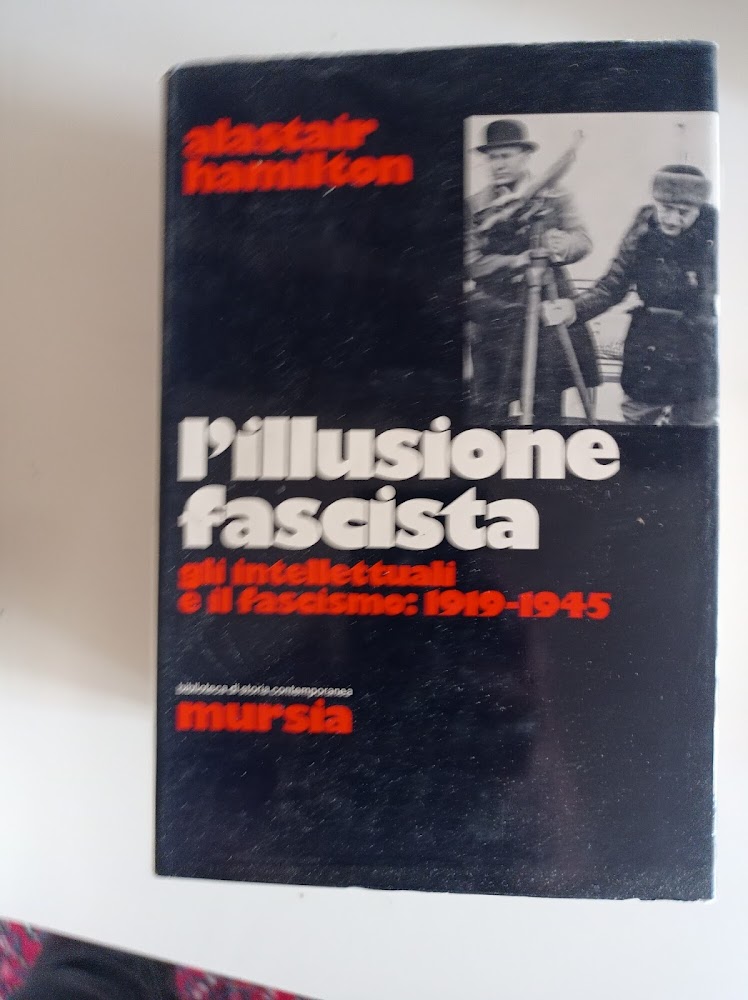 alastair
hamilton
l'illusione
fascista
gli intellettuali
e il fascismo: 1919-1945
biblioteca di storia contemporanea
mursia